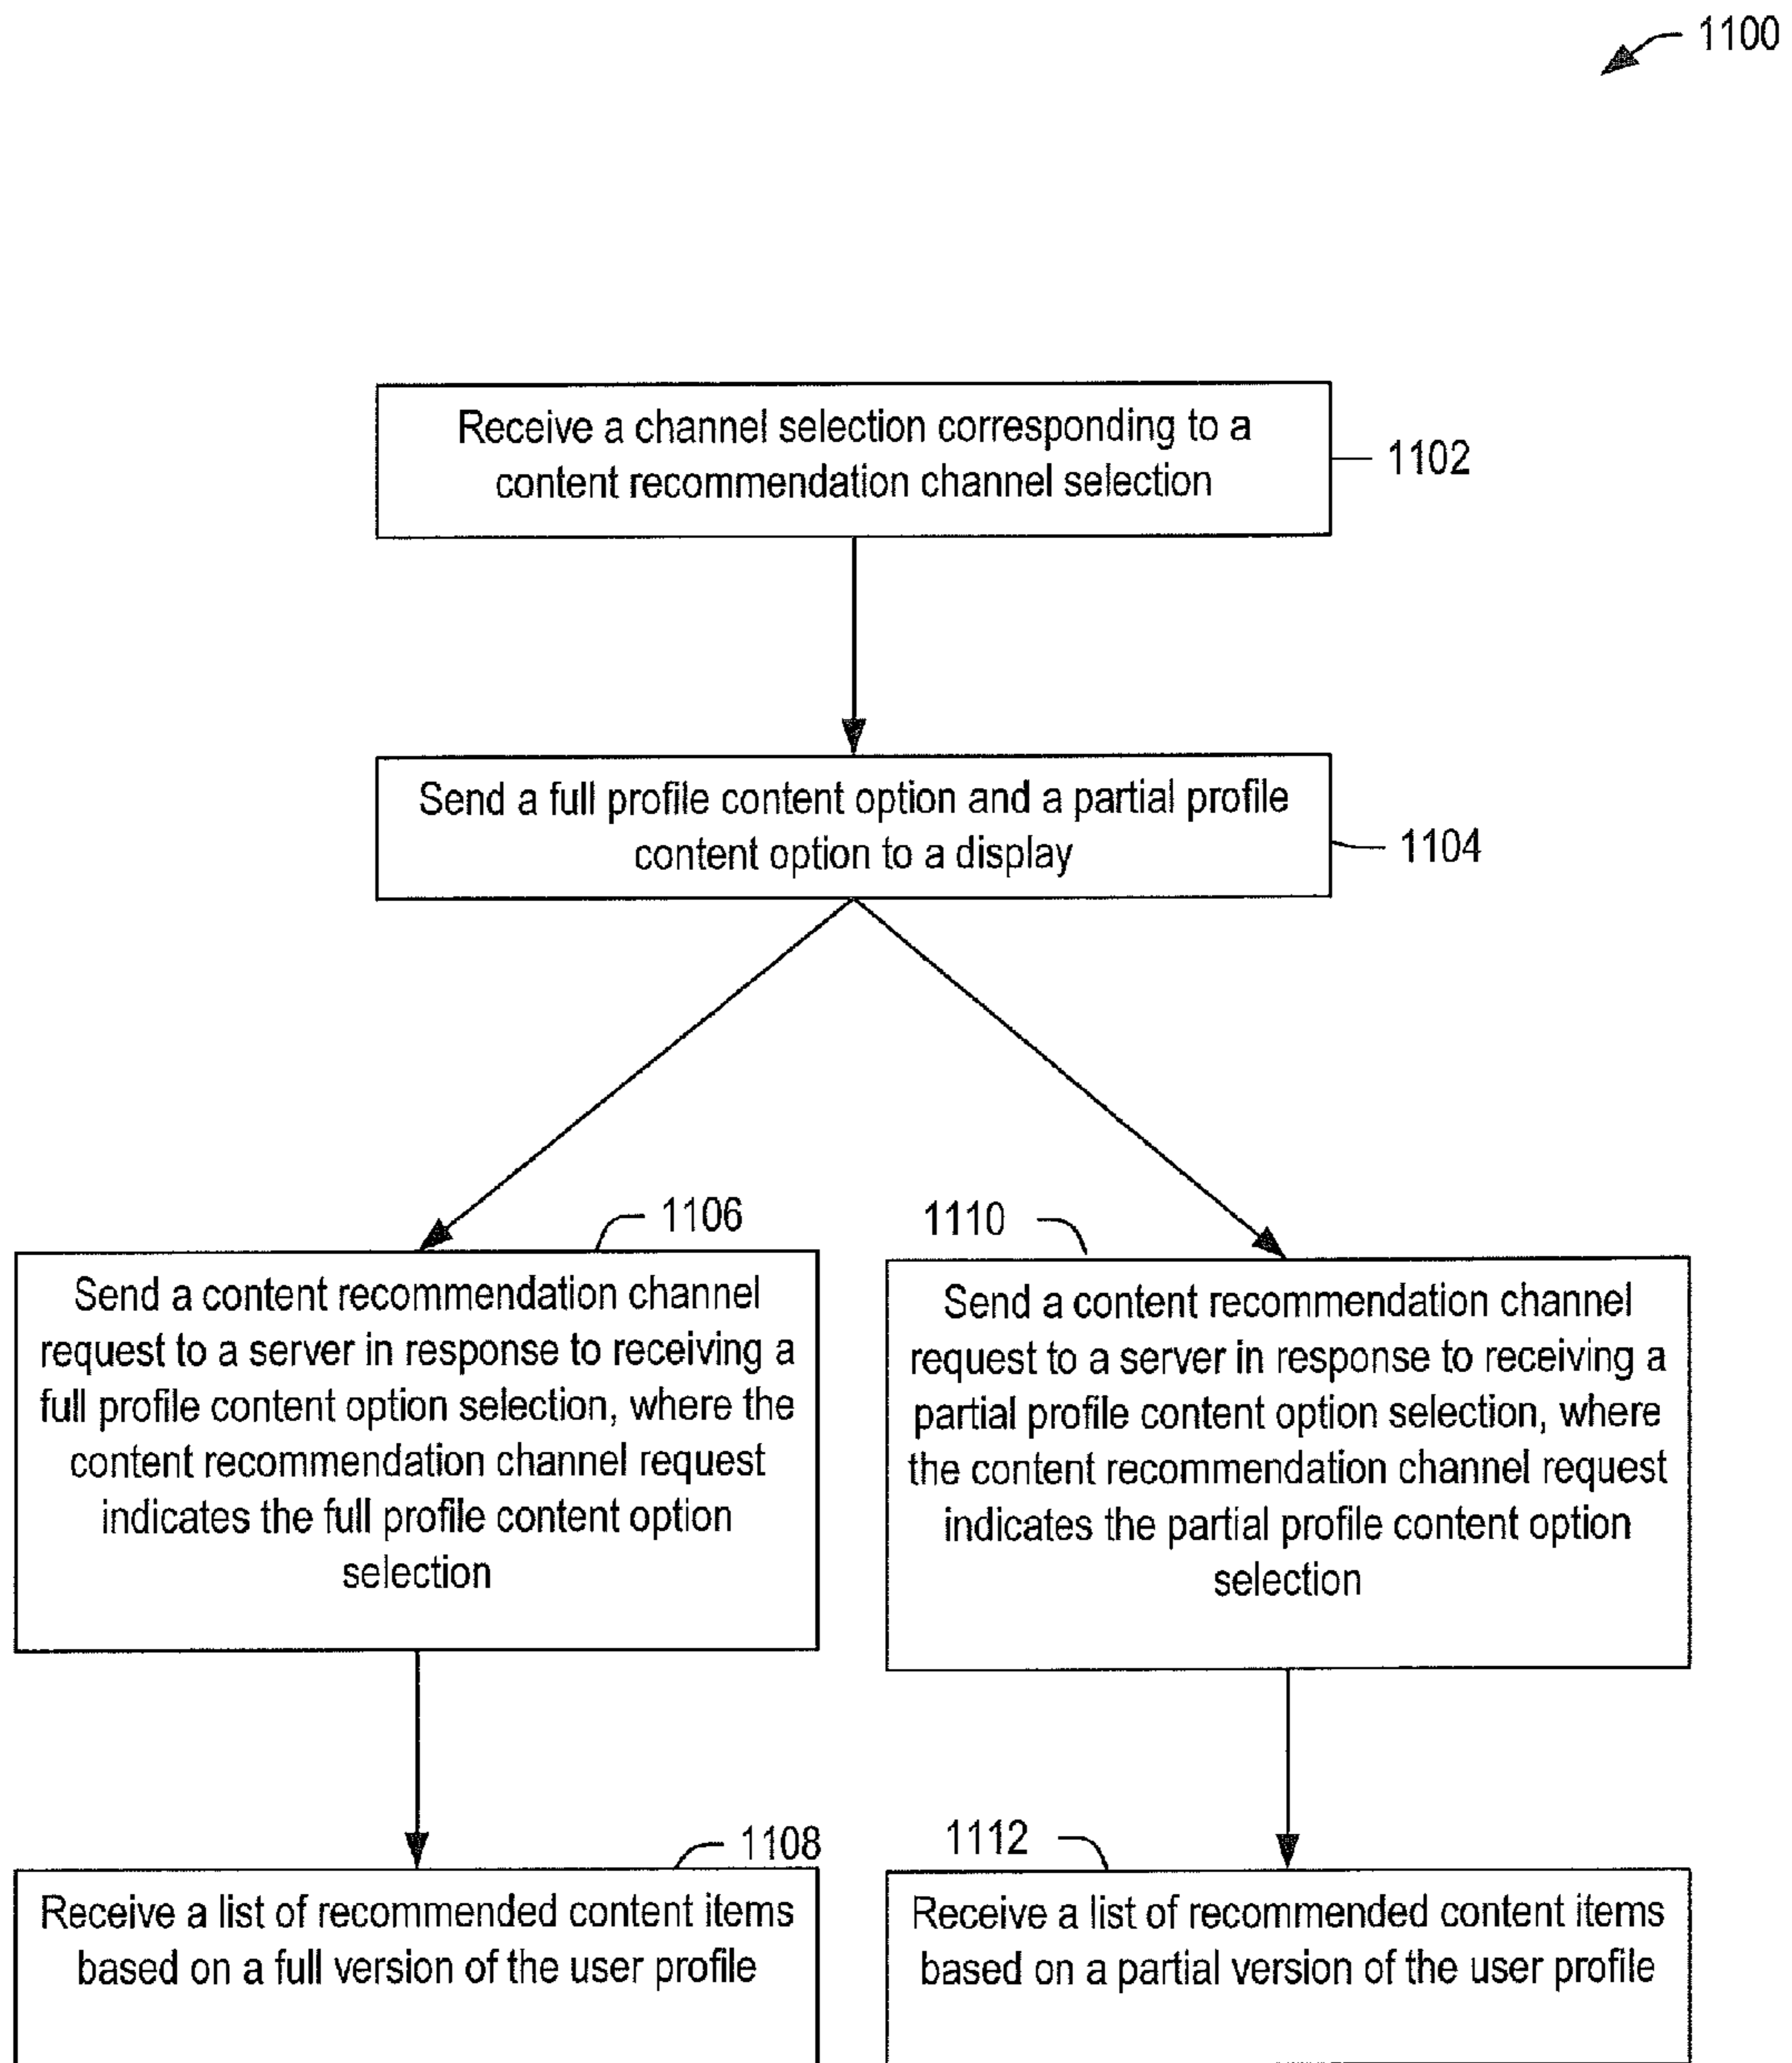 1100
Receive a channel selection corresponding to a
content recommendation channel selection
1102
Send a full profile content option and a partial profile
content option to a display
1104
1106
Send a content recommendation channel
request to a server in response to receiving a
full profile content option selection, where the
content recommendation channel request
indicates the full profile content option
selection
1110
Send a content recommendation channel
request to a server in response to receiving a
partial profile content option selection, where
the content recommendation channel request
indicates the partial profile content option
selection
1108
Receive a list of recommended content items
based on a full version of the user profile
1112
Receive a list of recommended content items
based on a partial version of the user profile